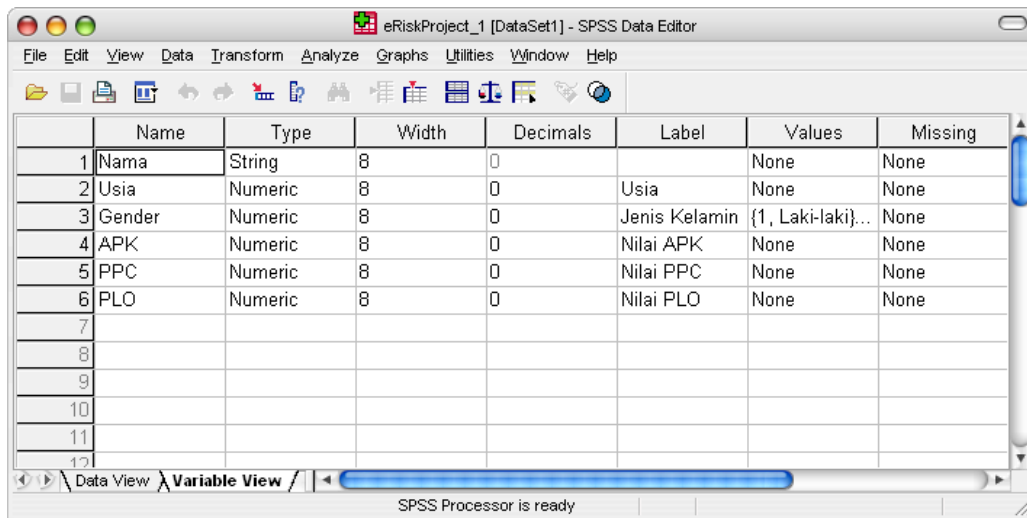 eRiskProject_1 [DataSet1] - SPSS Data Editor
File Edit View Data Transform Analyze Graphs Utilities Window Help
Name Type Width Decimals Label Values Missing
1 Nama String 8 0 None None
2 Usia Numeric 8 0 Usia None None
3 Gender Numeric 8 0 Jenis Kelamin {1, Laki-laki}... None
4 APK Numeric 8 0 Nilai APK None None
5 PPC Numeric 8 0 Nilai PPC None None
6 PLO Numeric 8 0 Nilai PLO None None
7
8
9
10
11
12
Data View Variable View
SPSS Processor is ready